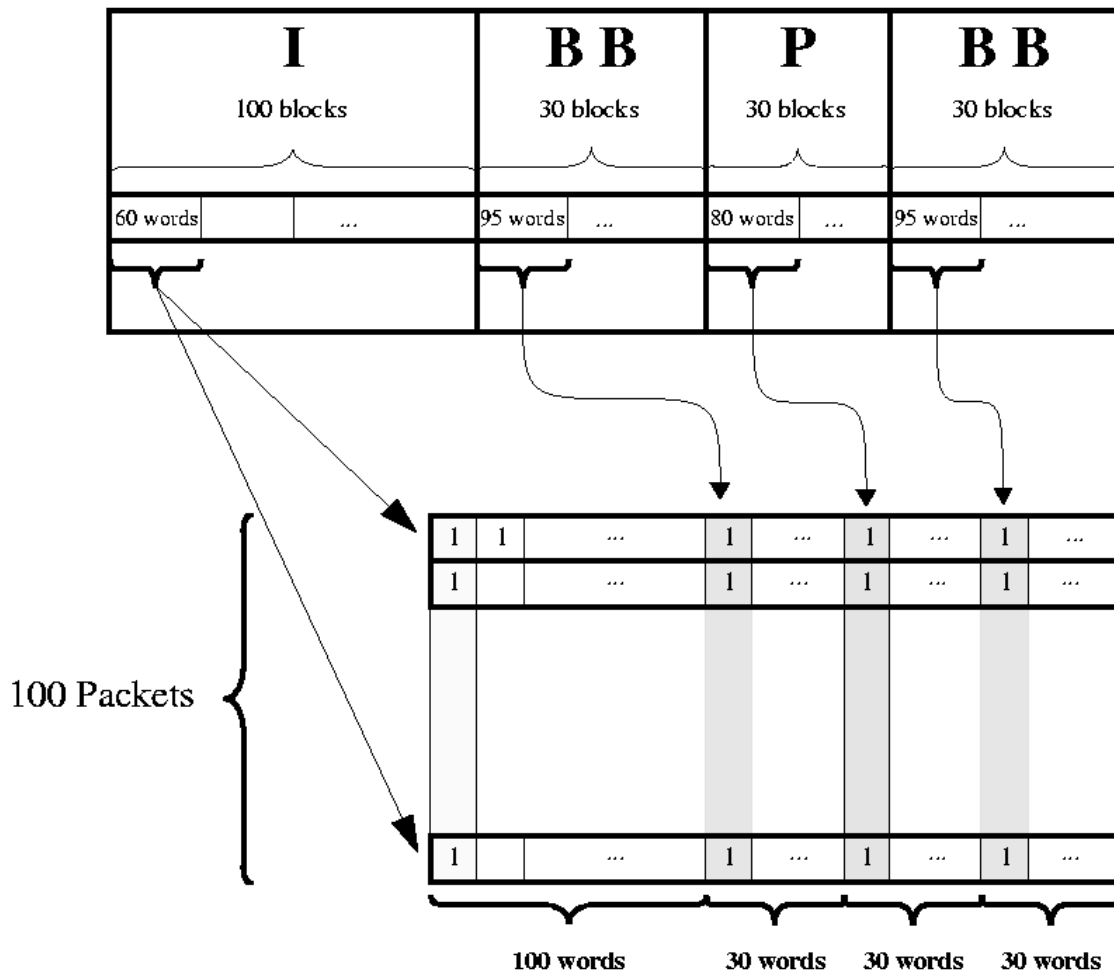 I B B P B B
100 blocks 30 blocks 30 blocks 30 blocks
60 words ... 95 words ... 80 words ... 95 words ...
1 1 ... 1 ... 1 ... 1 ...
1 ... 1 ... 1 ... 1 ...
100 Packets
1 ... 1 ... 1 ... 1 ...
100 words 30 words 30 words 30 words